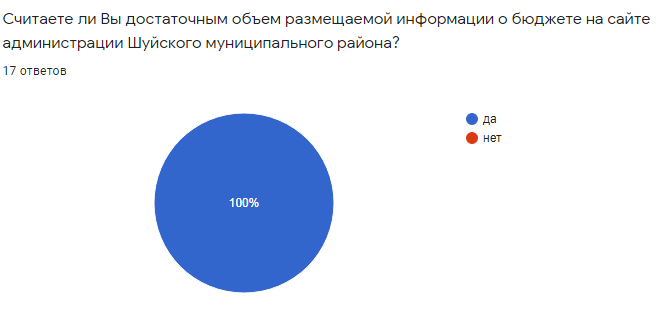 Считаете ли Вы достаточным объем размещаемой информации о бюджете на сайте
администрации Шуйского муниципального района?
17 ответов
да
нет
100%